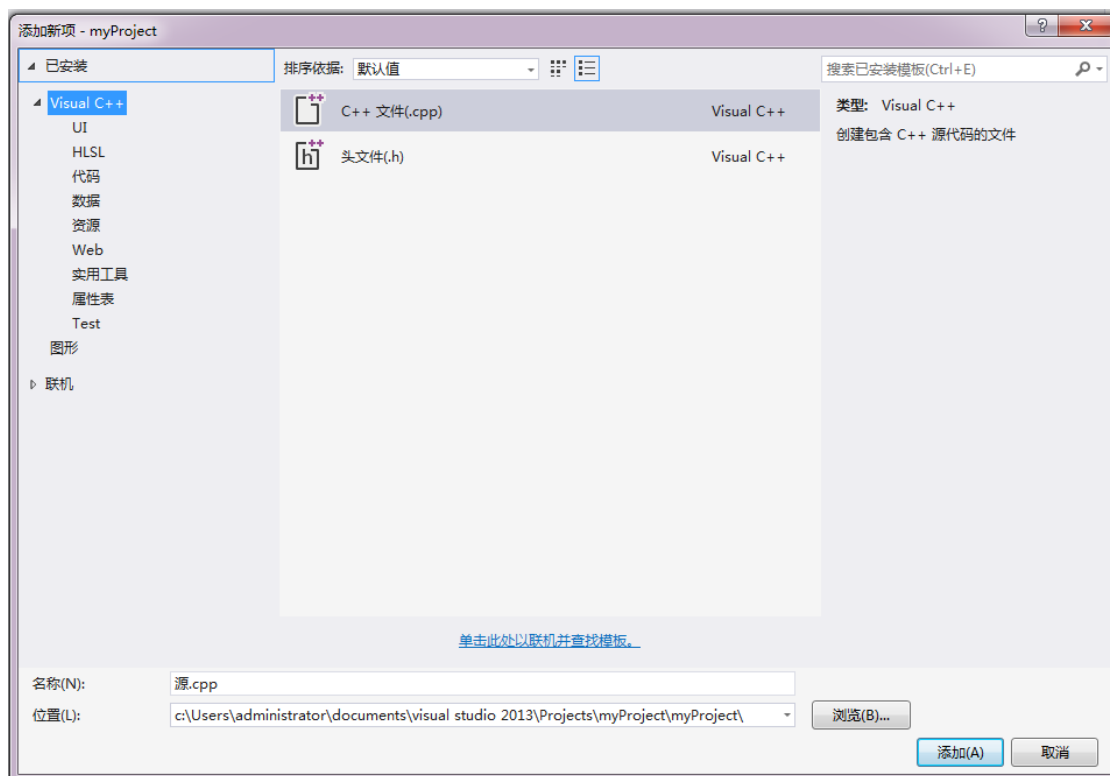 添加新项 - myProject
已安装
排序依据: 默认值
搜索已安装模板(Ctrl+E)
Visual C++
UI
HLSL
代码
数据
资源
Web
实用工具
属性表
Test
图形
联机
C++ 文件(.cpp) Visual C++
头文件(.h) Visual C++
类型: Visual C++
创建包含 C++ 源代码的文件
单击此处以联机并查找模板。
名称(N): 源.cpp
位置(L): c:\Users\administrator\documents\visual studio 2013\Projects\myProject\myProject\ 浏览(B)...
添加(A) 取消